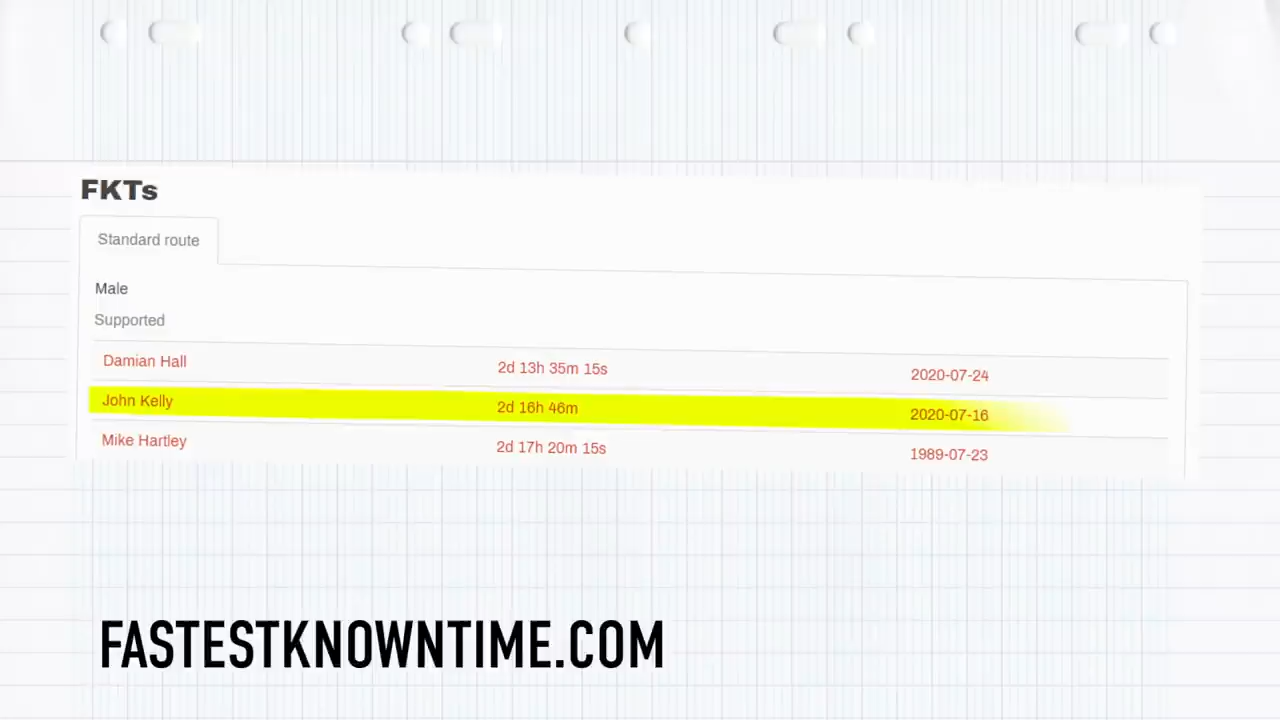 FKTs
Standard route
Male
Supported
Damian Hall 2d 13h 35m 15s 2020-07-24
John Kelly 2d 16h 46m 2020-07-16
Mike Hartley 2d 17h 20m 15s 1989-07-23
FASTESTKNOWNTIME.COM